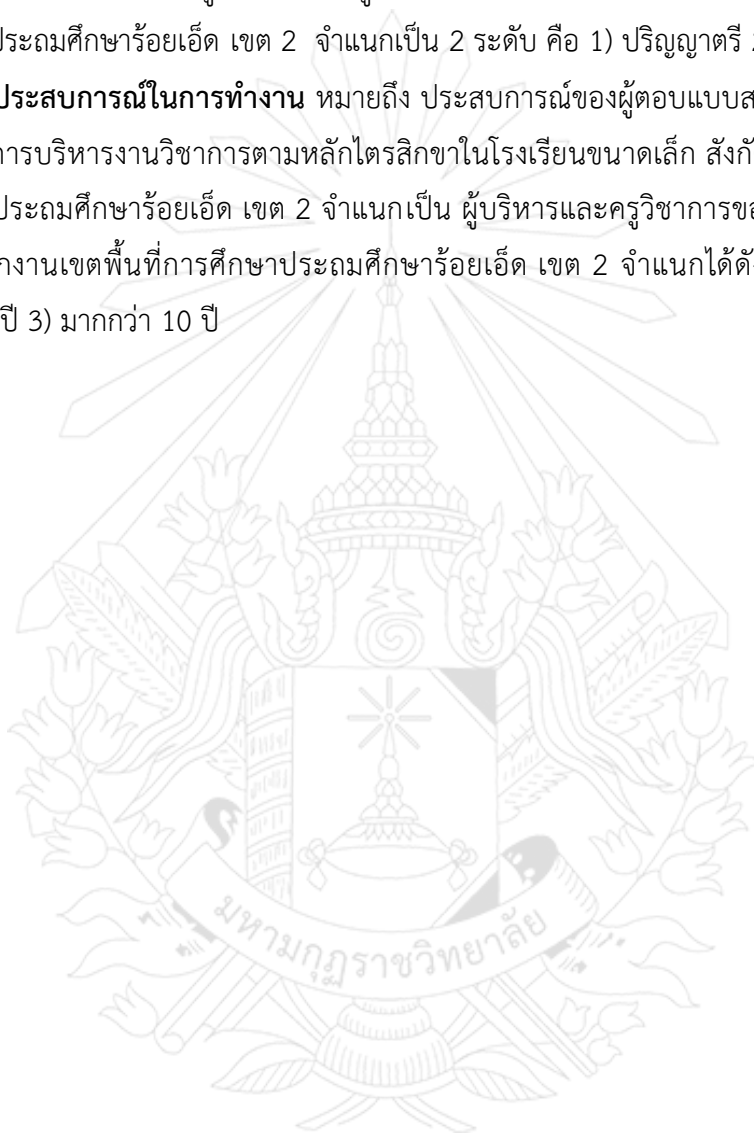 ประถมศึกษาร้อยเอ็ด เขต 2 จำแนกเป็น 2 ระดับ คือ 1) ปริญญาตรี
ประสบการณ์ในการทำงาน หมายถึง ประสบการณ์ของผู้ตอบแบบส
การบริหารงานวิชาการตามหลักไตรสิกขาในโรงเรียนขนาดเล็ก สังกั
ประถมศึกษาร้อยเอ็ด เขต 2 จำแนกเป็น ผู้บริหารและครูวิชาการขอ
กงานเขตพื้นที่การศึกษาประถมศึกษาร้อยเอ็ด เขต 2 จำแนกได้ดั
ปี 3) มากกว่า 10 ปี
มหามกุฏราชวิทยาลัย